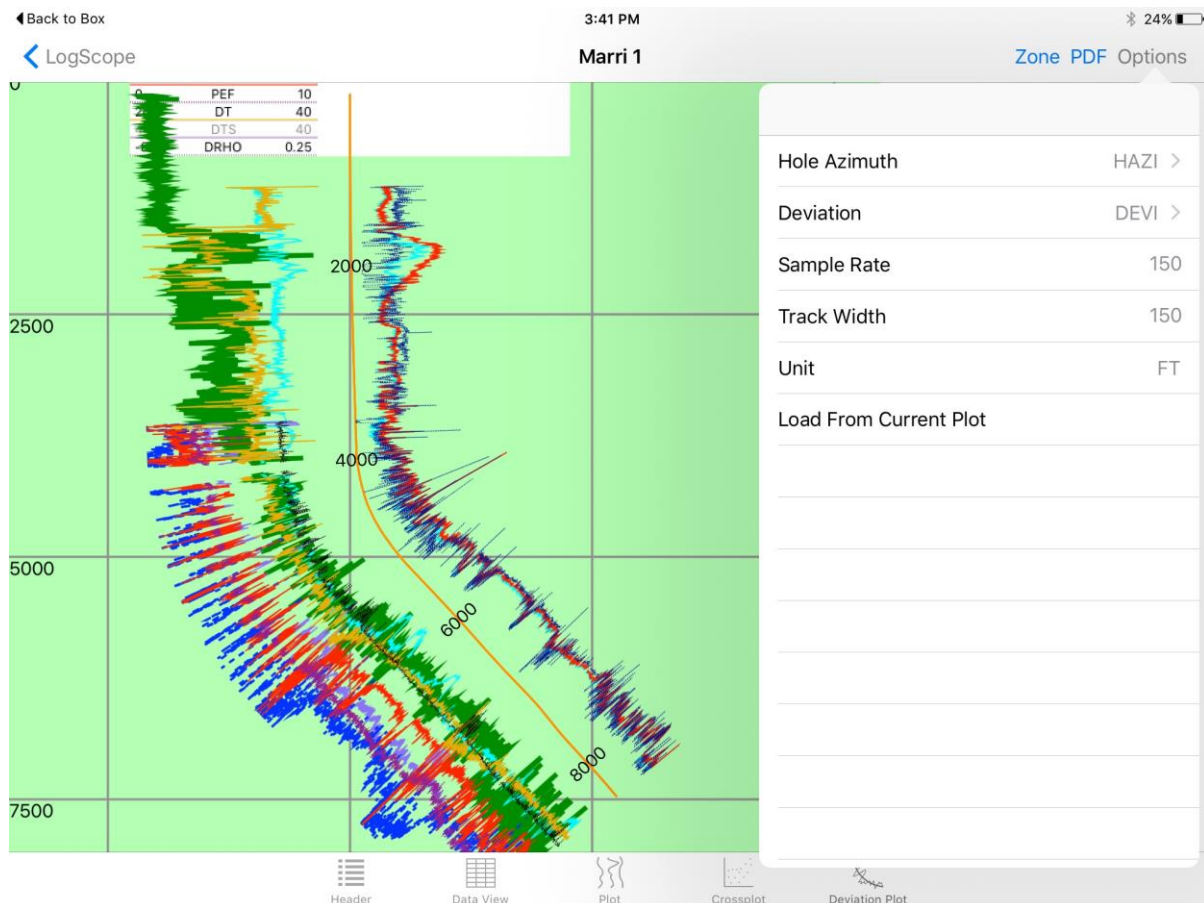 Back to Box 3:41 PM 24%
LogScope Marri 1 Zone PDF Options
0
PEF 10
DT 40
DTS 40
DRHO 0.25
2000
2500
4000
5000
6000
8000
7500
Hole Azimuth HAZI
Deviation DEVI
Sample Rate 150
Track Width 150
Unit FT
Load From Current Plot
Header Data View Plot Crossplot Deviation Plot